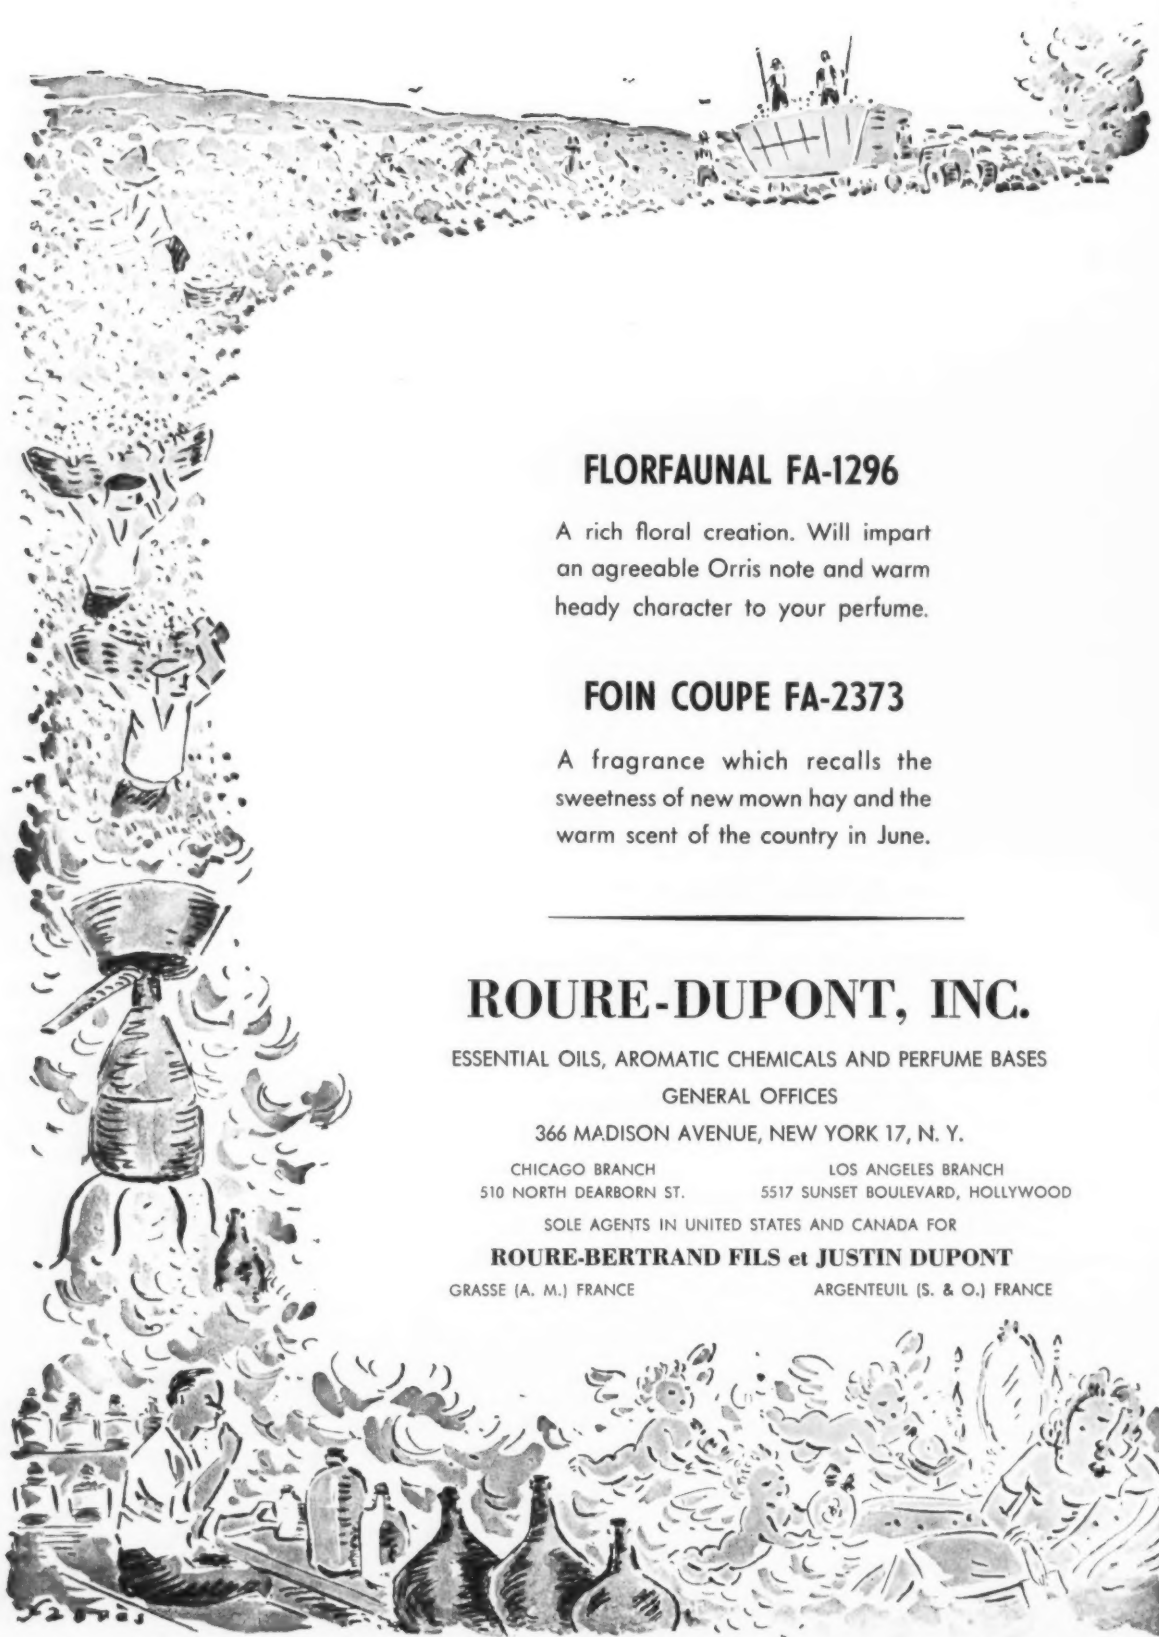 FLORFAUNAL FA-1296
A rich floral creation. Will impart
an agreeable Orris note and warm
heady character to your perfume.
FOIN COUPE FA-2373
A fragrance which recalls the
sweetness of new mown hay and the
warm scent of the country in June.
ROURE-DUPONT, INC.
ESSENTIAL OILS, AROMATIC CHEMICALS AND PERFUME BASES
GENERAL OFFICES
366 MADISON AVENUE, NEW YORK 17, N. Y.
CHICAGO BRANCH
510 NORTH DEARBORN ST.
LOS ANGELES BRANCH
5517 SUNSET BOULEVARD, HOLLYWOOD
SOLE AGENTS IN UNITED STATES AND CANADA FOR
ROURE-BERTRAND FILS et JUSTIN DUPONT
GRASSE (A. M.) FRANCE
ARGENTEUIL (S. & O.) FRANCE